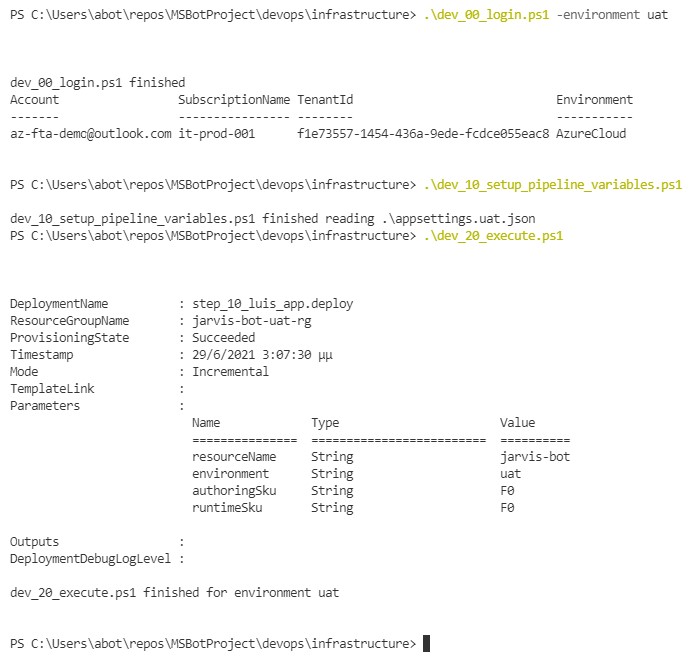 PS C:\Users\abot\repos\MSBotProject\devops\infrastructure> .\dev_00_login.ps1 -environment uat
dev_00_login.ps1 finished
Account SubscriptionName TenantId Environment
------- ---------------- -------- -----------
az-fta-demo@outlook.com it-prod-001 f1e73557-1454-436a-9ede-fcdce055eac8 AzureCloud
PS C:\Users\abot\repos\MSBotProject\devops\infrastructure> .\dev_10_setup_pipeline_variables.ps1
dev_10_setup_pipeline_variables.ps1 finished reading .\appsettings.uat.json
PS C:\Users\abot\repos\MSBotProject\devops\infrastructure> .\dev_20_execute.ps1
DeploymentName : step_10_luis_app.deploy
ResourceGroupName : jarvis-bot-uat-rg
ProvisioningState : Succeeded
Timestamp : 29/6/2021 3:07:30 μμ
Mode : Incremental
TemplateLink :
Parameters :
Name Type Value
=============== ========================= ==========
resourceName String jarvis-bot
environment String uat
authoringSku String F0
runtimeSku String F0
Outputs :
DeploymentDebugLogLevel :
dev_20_execute.ps1 finished for environment uat
PS C:\Users\abot\repos\MSBotProject\devops\infrastructure>